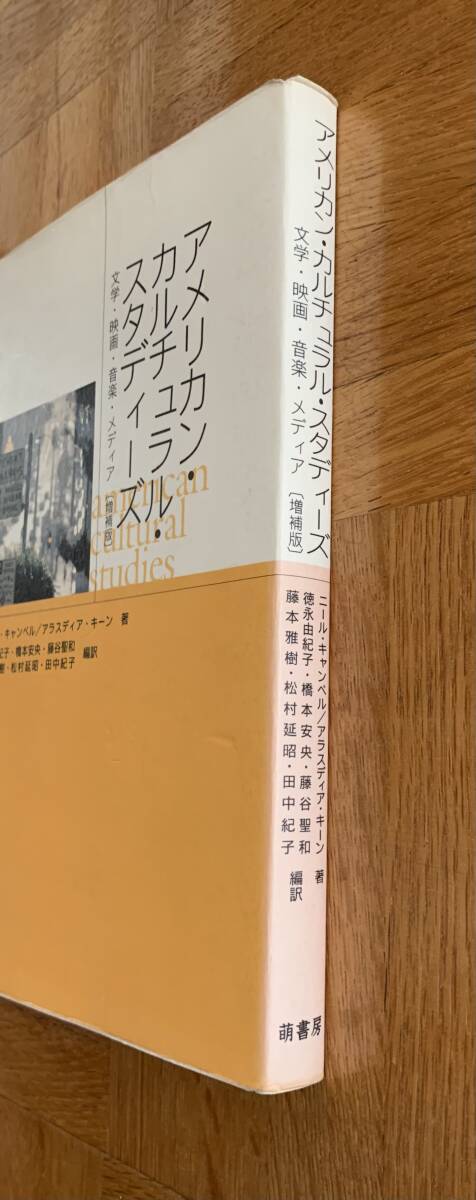 アメリカン・
カルチュラル・
スタディーズ
文学・映画・音楽・メディア〔増補版〕
american
cultural
studies
・キャンベル/アラスディア・キーン 著
紀子・橋本安央・藤谷聖和
樹・松村延昭・田中紀子 編訳
アメリカン・カルチュラル・スタディーズ
文学・映画・音楽・メディア〔増補版〕
ニール・キャンベル/アラスディア・キーン 著
徳永由紀子・橋本安央・藤谷聖和
藤本雅樹・松村延昭・田中紀子 編訳
萌書房